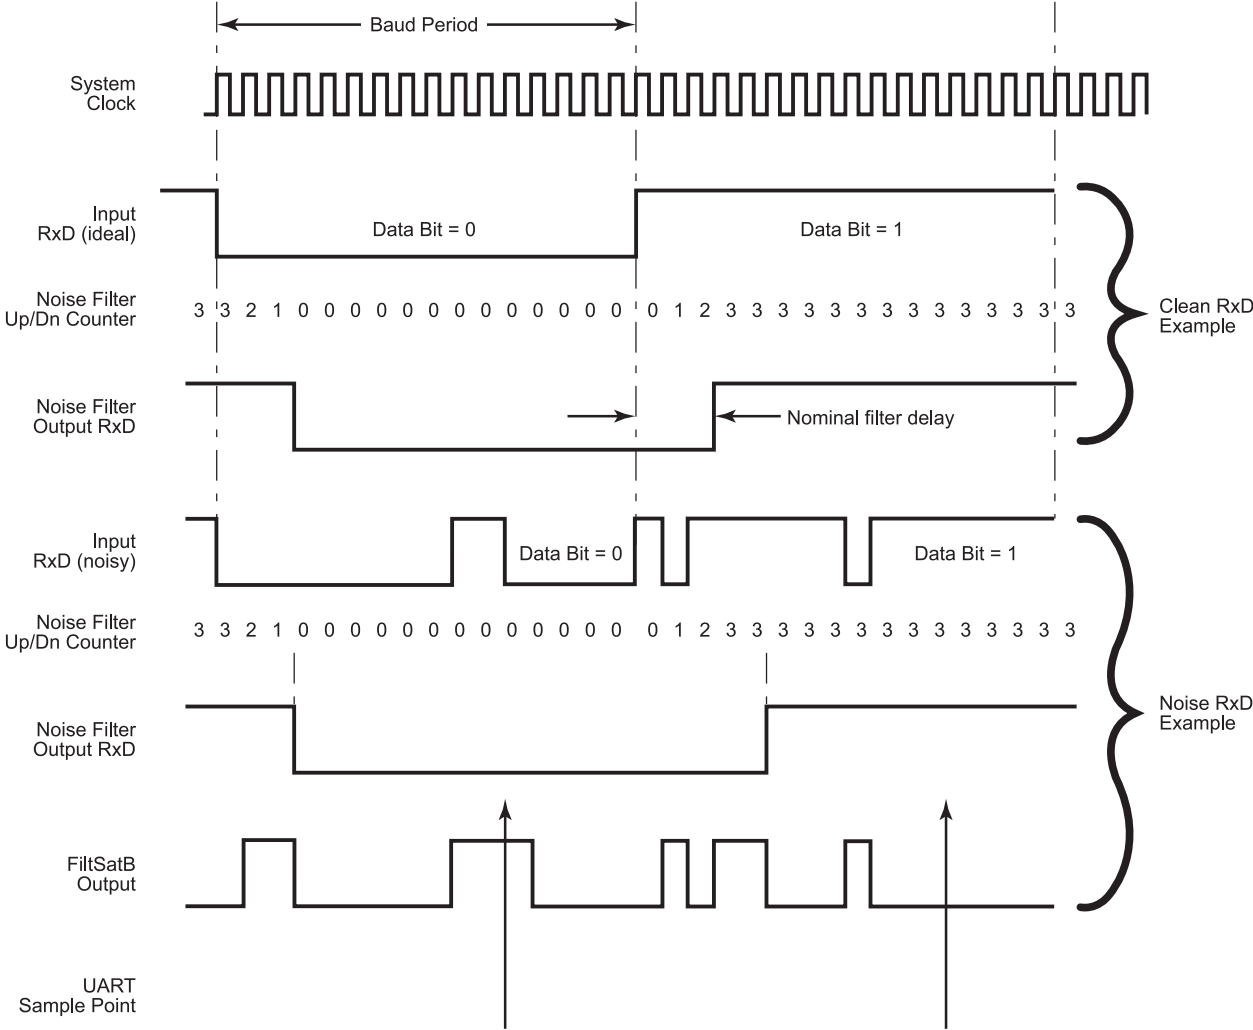 Baud Period
System
Clock
Input
RxD (ideal)
Data Bit = 0
Data Bit = 1
Noise Filter
Up/Dn Counter
3 3 2 1 0 0 0 0 0 0 0 0 0 0 0 0 0 0 1 2 3 3 3 3 3 3 3 3 3 3 3 3 3 3
Clean RxD
Example
Noise Filter
Output RxD
Nominal filter delay
Input
RxD (noisy)
Data Bit = 0
Data Bit = 1
Noise Filter
Up/Dn Counter
3 3 2 1 0 0 0 0 0 0 0 0 0 0 0 0 0 0 1 2 3 3 3 3 3 3 3 3 3 3 3 3 3 3
Noise RxD
Example
Noise Filter
Output RxD
FiltSatB
Output
UART
Sample Point